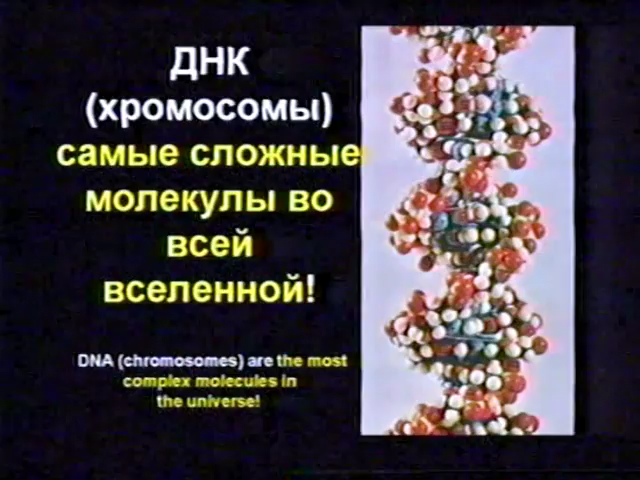 ДНК
(хромосомы)
самые сложные
молекулы во
всей
вселенной!
DNA (chromosomes) are the most
complex molecules in
the universe!